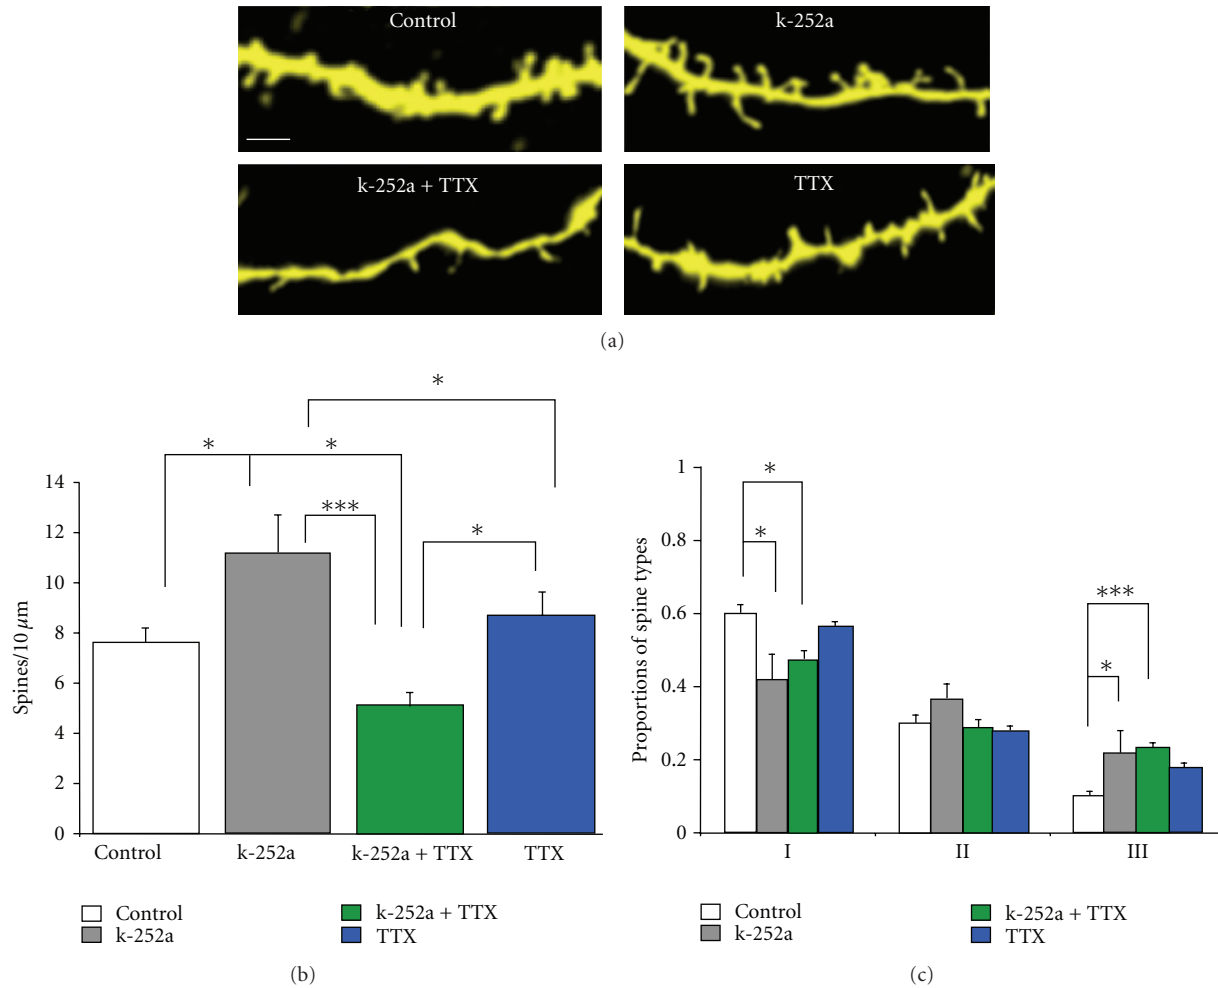 Control
k-252a
k-252a + TTX
TTX
(a)
*
*
*
***
*
14
12
10
8
6
4
2
0
Spines/10 μm
Control
k-252a
k-252a + TTX
TTX
Control
k-252a
k-252a + TTX
TTX
(b)
1
0.8
0.6
0.4
0.2
0
Proportions of spine types
*
*
***
*
I
II
III
Control
k-252a
k-252a + TTX
TTX
(c)